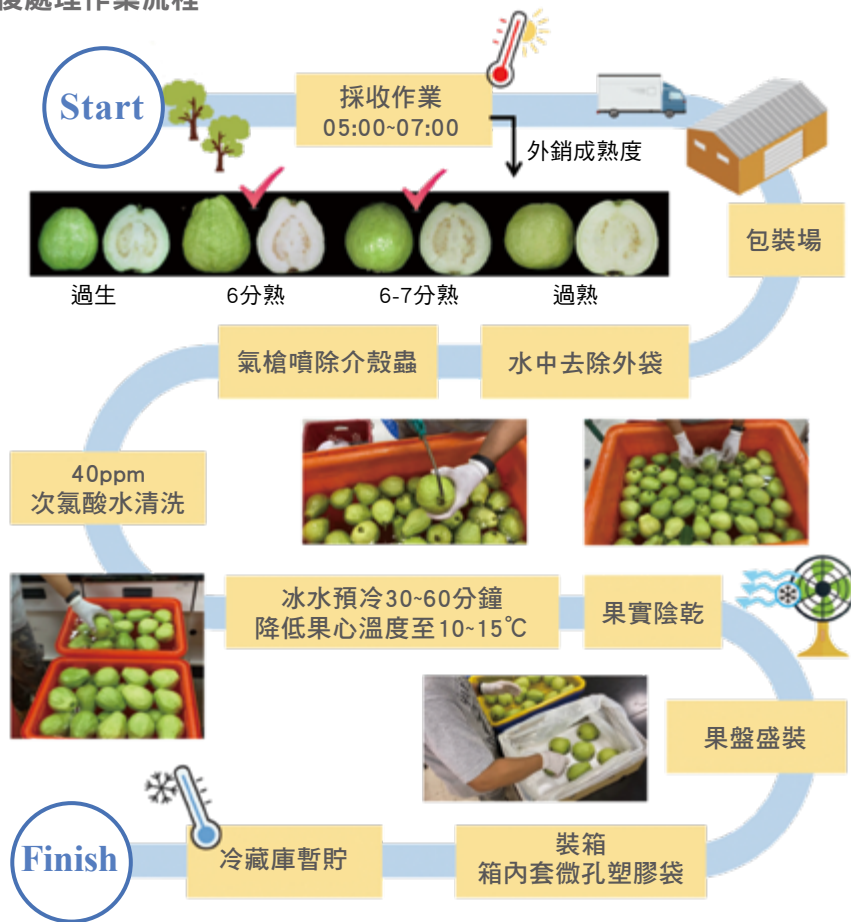 後處理作業流程
Start
採收作業
05:00~07:00
外銷成熟度
過生
6分熟
6-7分熟
過熟
包裝場
水中去除外袋
氣槍噴除介殼蟲
40ppm
次氯酸水清洗
冰水預冷30~60分鐘
降低果心溫度至10~15℃
果實陰乾
果盤盛裝
裝箱
箱內套微孔塑膠袋
冷藏庫暫貯
Finish